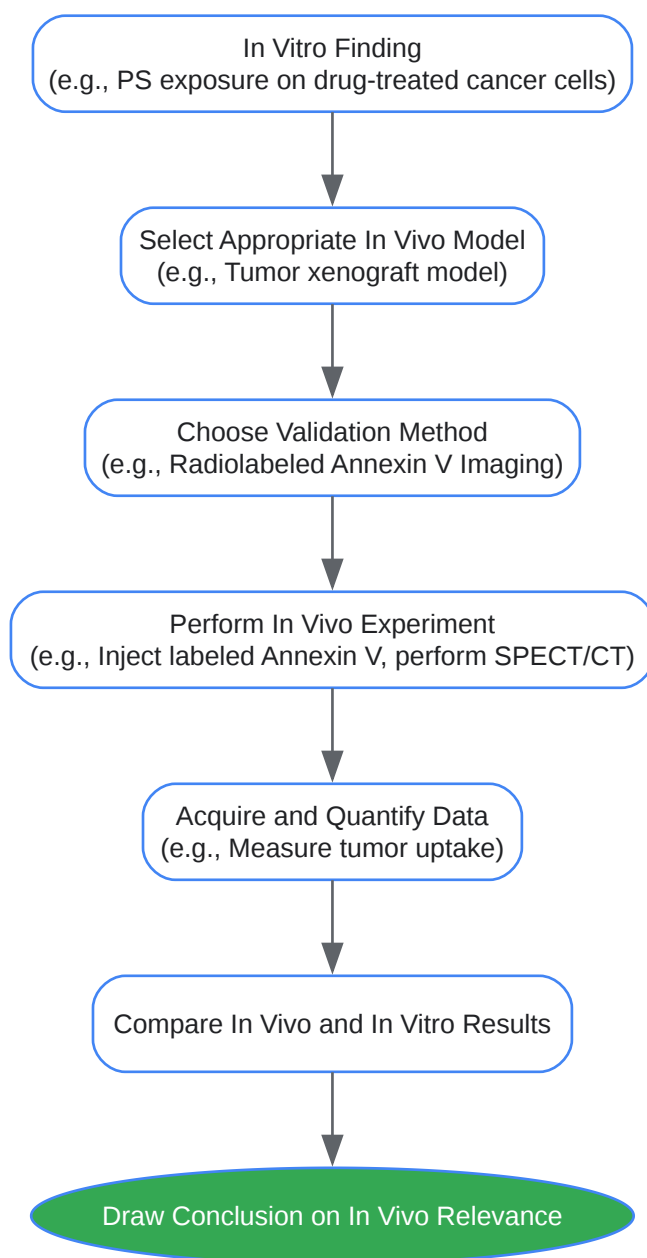 In Vitro Finding
(e.g., PS exposure on drug-treated cancer cells)
Select Appropriate In Vivo Model
(e.g., Tumor xenograft model)
Choose Validation Method
(e.g., Radiolabeled Annexin V Imaging)
Perform In Vivo Experiment
(e.g., Inject labeled Annexin V, perform SPECT/CT)
Acquire and Quantify Data
(e.g., Measure tumor uptake)
Compare In Vivo and In Vitro Results
Draw Conclusion on In Vivo Relevance